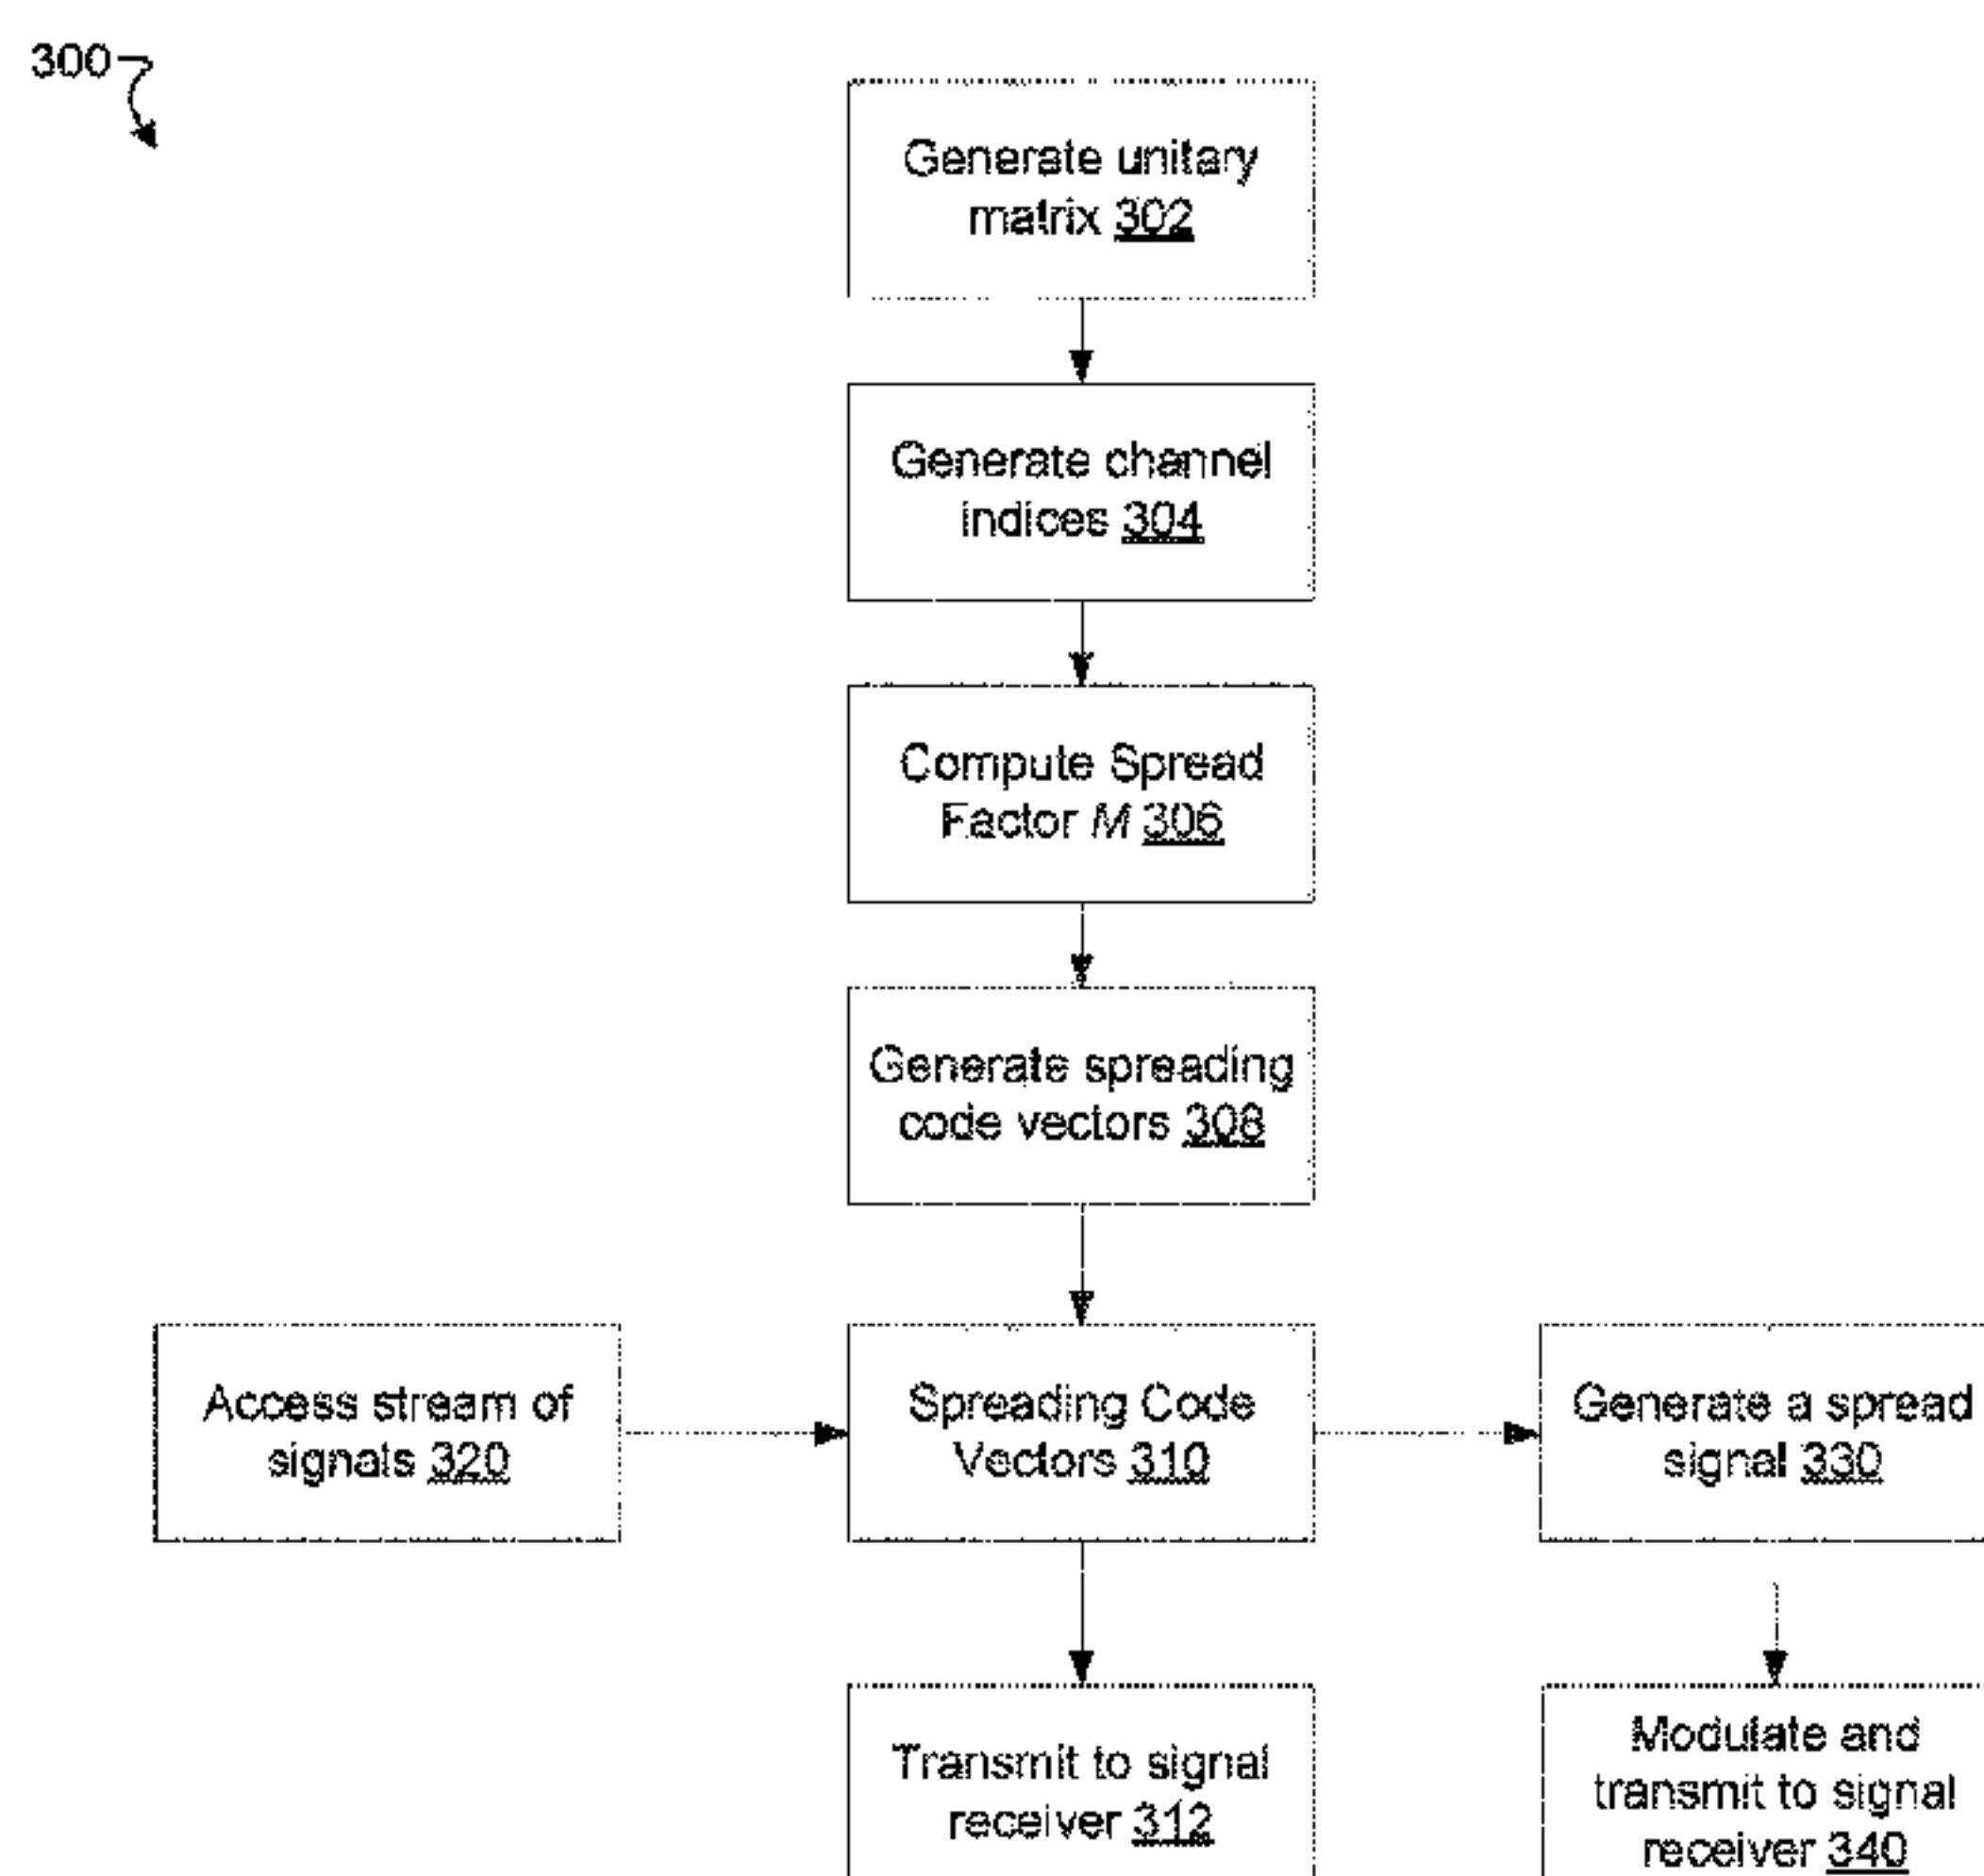 300
Generate unitary
matrix 302
Generate channel
indices 304
Compute Spread
Factor M 306
Generate spreading
code vectors 308
Access stream of
signals 320
Spreading Code
Vectors 310
Generate a spread
signal 330
Transmit to signal
receiver 312
Modulate and
transmit to signal
receiver 340